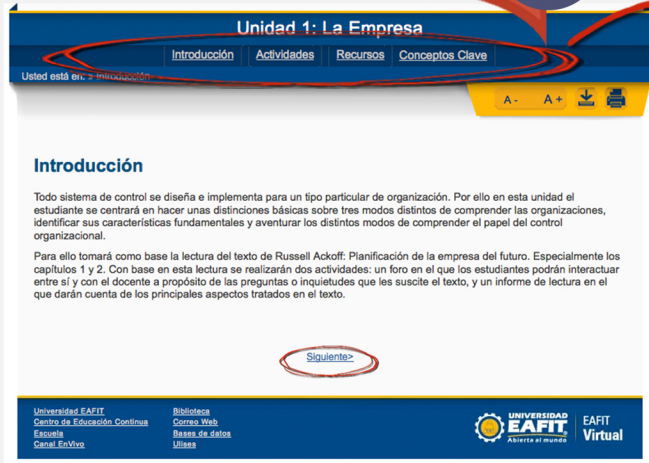 Unidad 1: La Empresa
Introducción Actividades Recursos Conceptos Clave
Usted está en: » Introducción
A - A +
Introducción
Todo sistema de control se diseña e implementa para un tipo particular de organización. Por ello en esta unidad el
estudiante se centrará en hacer unas distinciones básicas sobre tres modos distintos de comprender las organizaciones,
identificar sus características fundamentales y aventurar los distintos modos de comprender el papel del control
organizacional.
Para ello tomará como base la lectura del texto de Russell Ackoff: Planificación de la empresa del futuro. Especialmente los
capítulos 1 y 2. Con base en esta lectura se realizarán dos actividades: un foro en el que los estudiantes podrán interactuar
entre sí y con el docente a propósito de las preguntas o inquietudes que les suscite el texto, y un informe de lectura en el
que darán cuenta de los principales aspectos tratados en el texto.
Siguiente>
Universidad EAFIT
Centro de Educación Continua
Escuela
Canal EnVivo
Biblioteca
Correo Web
Bases de datos
Ulises
UNIVERSIDAD
EAFIT
Abierta al mundo
EAFIT
Virtual